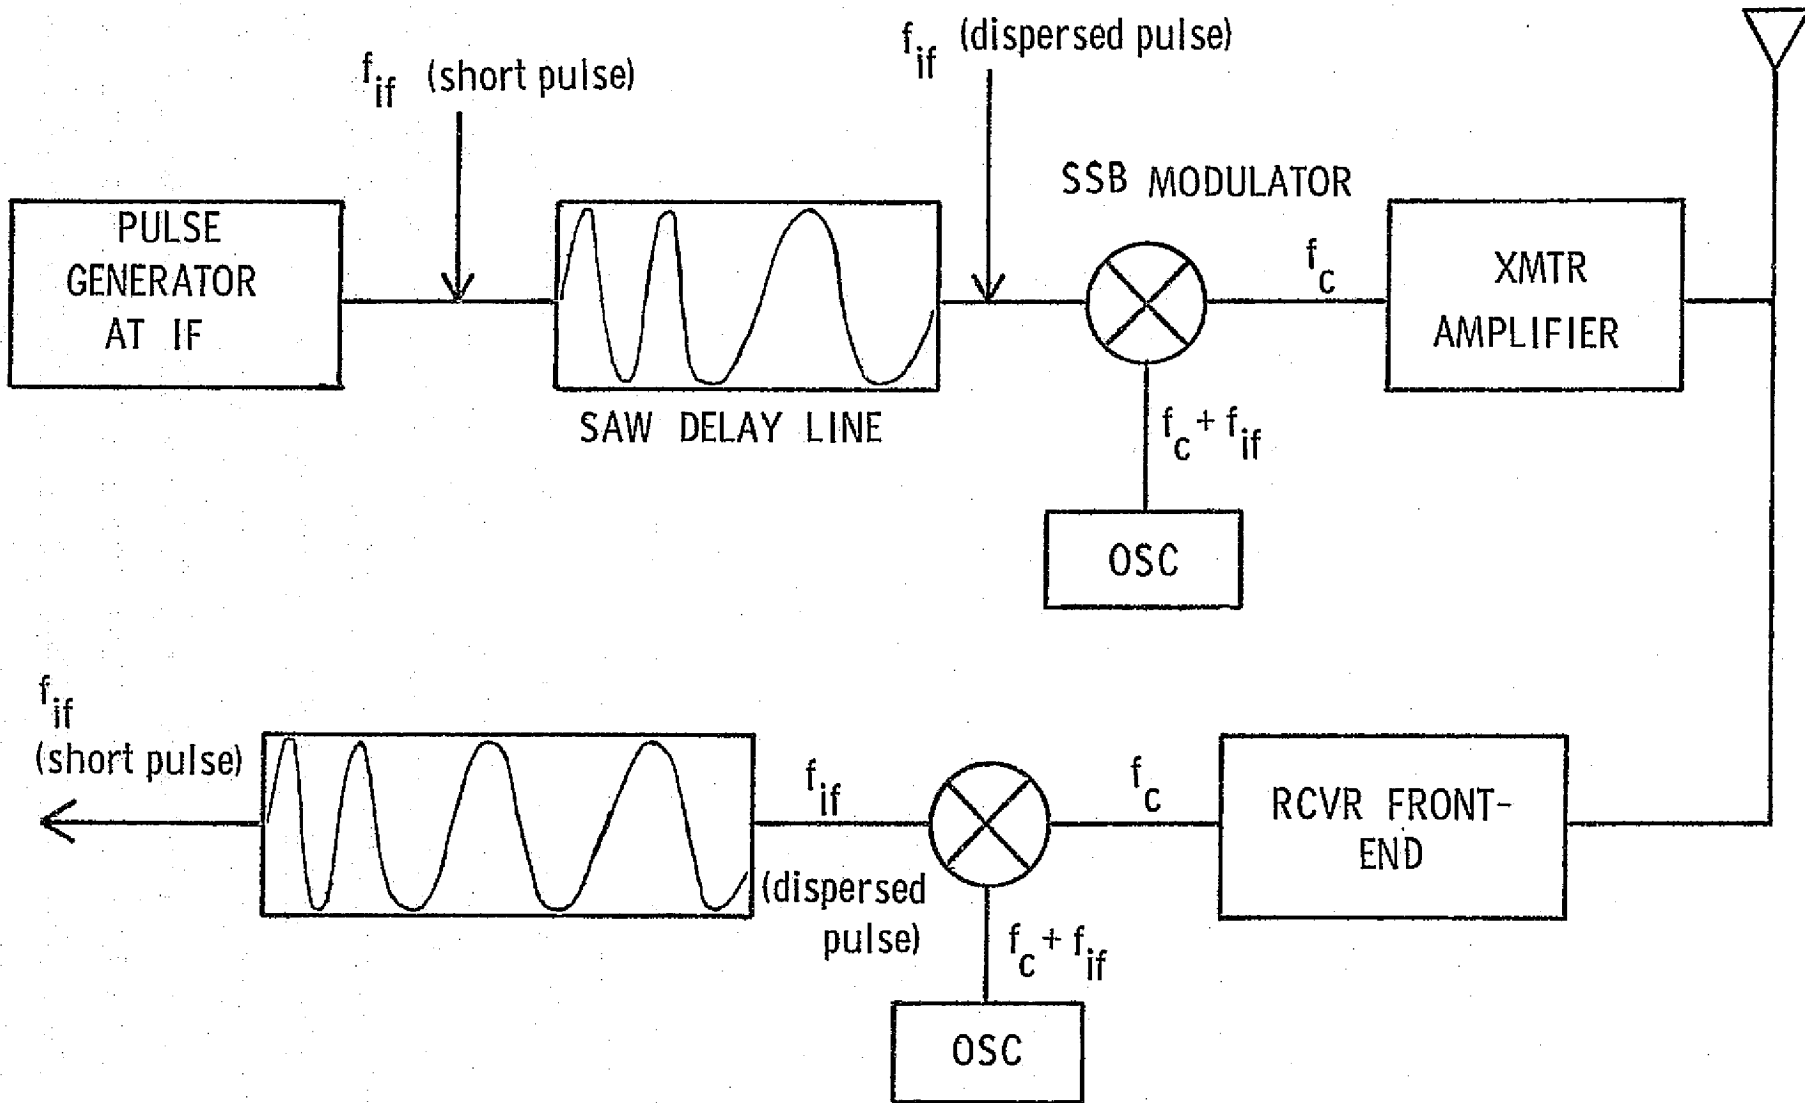 f_if (short pulse)
f_if (dispersed pulse)
SSB MODULATOR
PULSE
GENERATOR
AT IF
SAW DELAY LINE
f_c
XMTR
AMPLIFIER
f_c + f_if
OSC
f_if
(short pulse)
f_if
(dispersed
pulse)
f_c
RCVR FRONT-
END
f_c + f_if
OSC